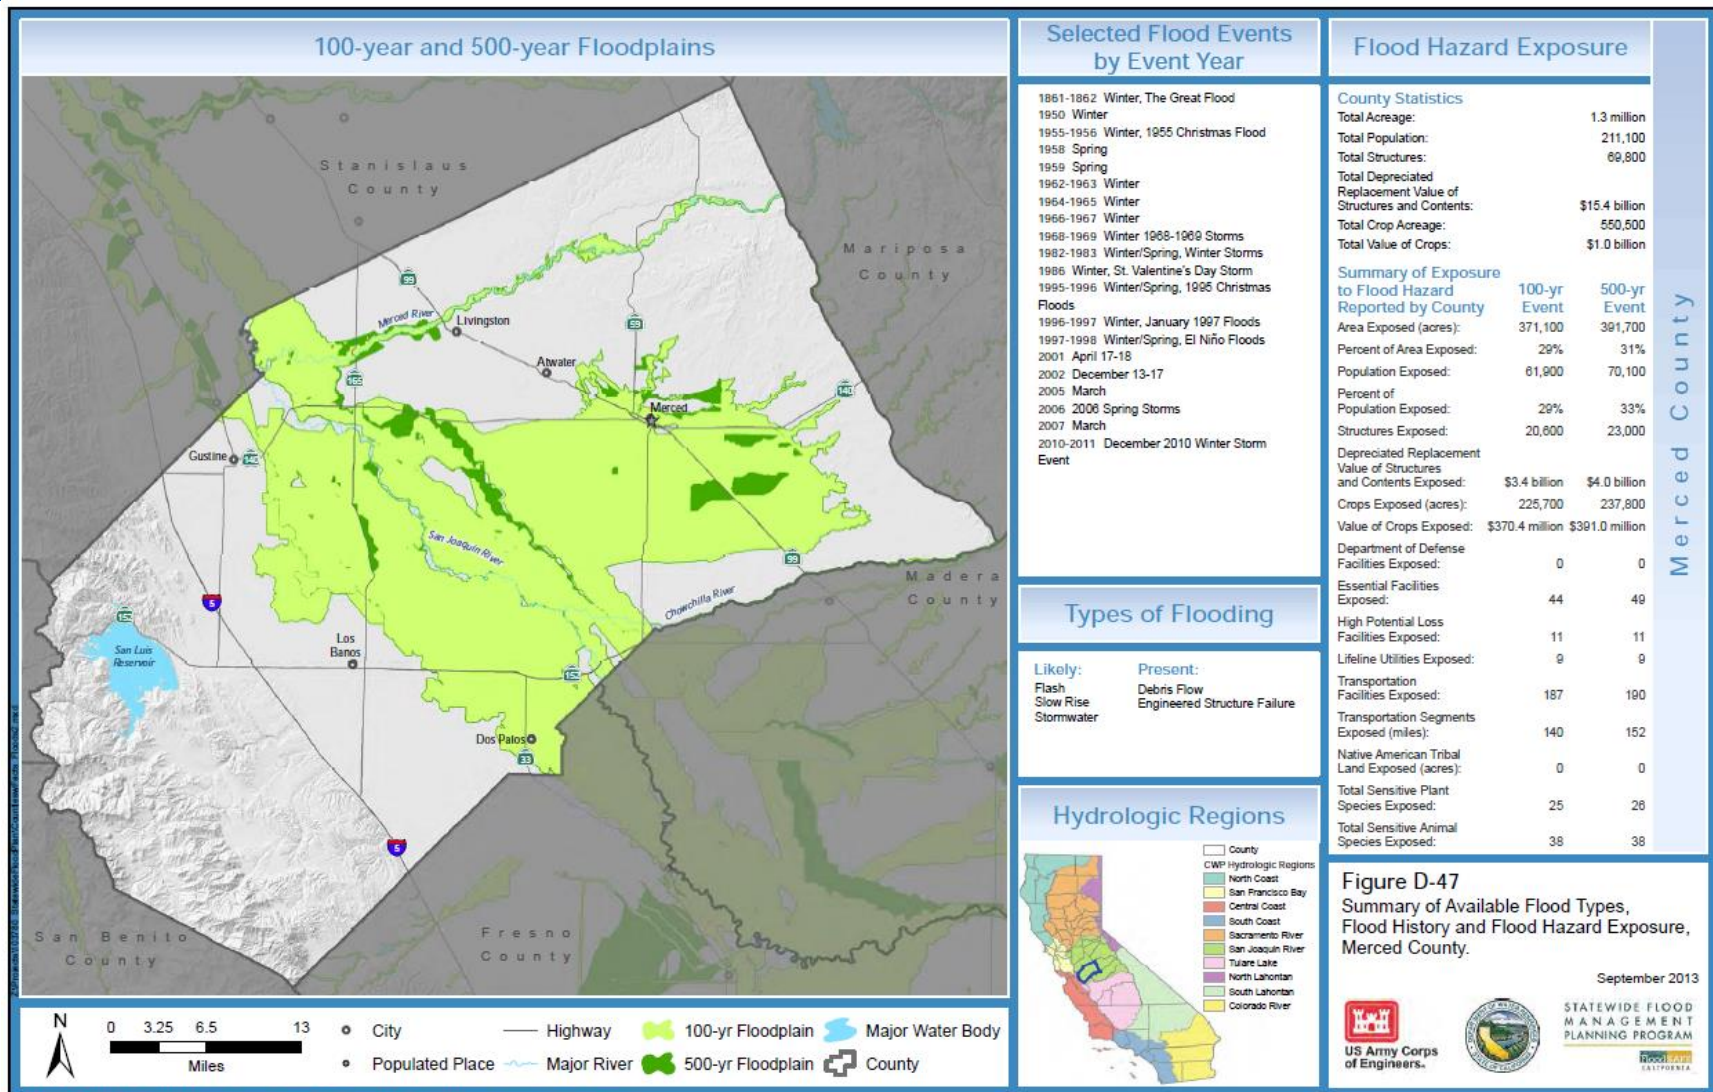 100-year and 500-year Floodplains
Stanislaus
County
Mariposa
County
99
Merced River
Livingston
59
Atwater
165
140
Merced
Gustine
140
San Joaquin River
99
Madera
County
Chowchilla River
5
152
San Luis
Reservoir
Los
Banos
152
Dos Palos
33
5
San Benito
County
Fresno
County
N
0 3.25 6.5 13
Miles
City
Populated Place
Highway
Major River
100-yr Floodplain
500-yr Floodplain
Major Water Body
County
Selected Flood Events
by Event Year
1861-1862 Winter, The Great Flood
1950 Winter
1955-1956 Winter, 1955 Christmas Flood
1958 Spring
1959 Spring
1962-1963 Winter
1964-1965 Winter
1966-1967 Winter
1968-1969 Winter 1968-1969 Storms
1982-1983 Winter/Spring, Winter Storms
1986 Winter, St. Valentine's Day Storm
1995-1996 Winter/Spring, 1995 Christmas
Floods
1996-1997 Winter, January 1997 Floods
1997-1998 Winter/Spring, El Niño Floods
2001 April 17-18
2002 December 13-17
2005 March
2006 2006 Spring Storms
2007 March
2010-2011 December 2010 Winter Storm
Event
Types of Flooding
Likely:
Flash
Slow Rise
Stormwater
Present:
Debris Flow
Engineered Structure Failure
Hydrologic Regions
County
CWP Hydrologic Regions
North Coast
San Francisco Bay
Central Coast
South Coast
Sacramento River
San Joaquin River
Tulare Lake
North Lahontan
South Lahontan
Colorado River
Flood Hazard Exposure
County Statistics
Total Acreage: 1.3 million
Total Population: 211,100
Total Structures: 69,800
Total Depreciated
Replacement Value of
Structures and Contents: $15.4 billion
Total Crop Acreage: 550,500
Total Value of Crops: $1.0 billion
Summary of Exposure
to Flood Hazard 100-yr 500-yr
Reported by County Event Event
Area Exposed (acres): 371,100 391,700
Percent of Area Exposed: 29% 31%
Population Exposed: 61,900 70,100
Percent of
Population Exposed: 29% 33%
Structures Exposed: 20,600 23,000
Depreciated Replacement
Value of Structures
and Contents Exposed: $3.4 billion $4.0 billion
Crops Exposed (acres): 225,700 237,800
Value of Crops Exposed: $370.4 million $391.0 million
Department of Defense
Facilities Exposed: 0 0
Essential Facilities
Exposed: 44 49
High Potential Loss
Facilities Exposed: 11 11
Lifeline Utilities Exposed: 9 9
Transportation
Facilities Exposed: 187 190
Transportation Segments
Exposed (miles): 140 152
Native American Tribal
Land Exposed (acres): 0 0
Total Sensitive Plant
Species Exposed: 25 26
Total Sensitive Animal
Species Exposed: 38 38
Merced County
Figure D-47
Summary of Available Flood Types,
Flood History and Flood Hazard Exposure,
Merced County.
September 2013
US Army Corps
of Engineers.
STATEWIDE FLOOD
MANAGEMENT
PLANNING PROGRAM
CALIFORNIA